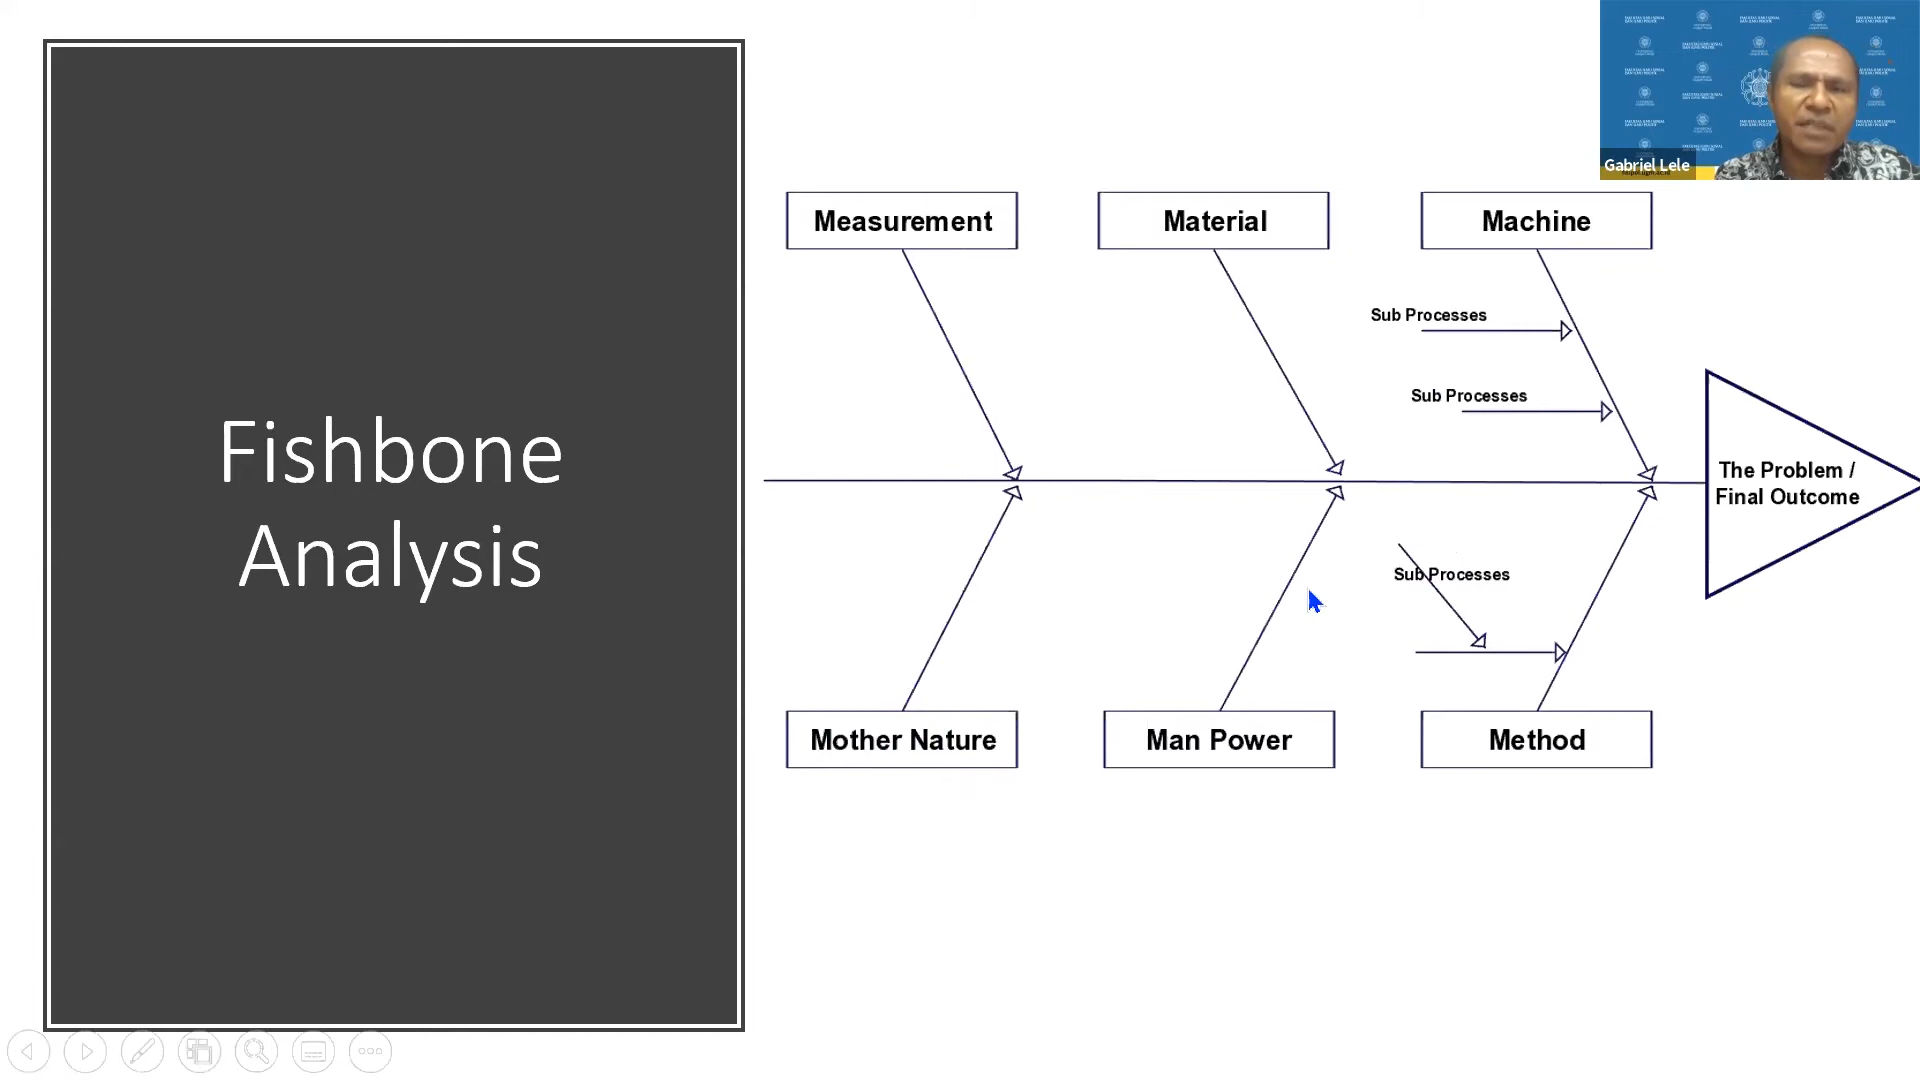 Fishbone
Analysis
Gabriel Lele
Measurement
Material
Machine
Sub Processes
Sub Processes
The Problem /
Final Outcome
Sub Processes
Mother Nature
Man Power
Method